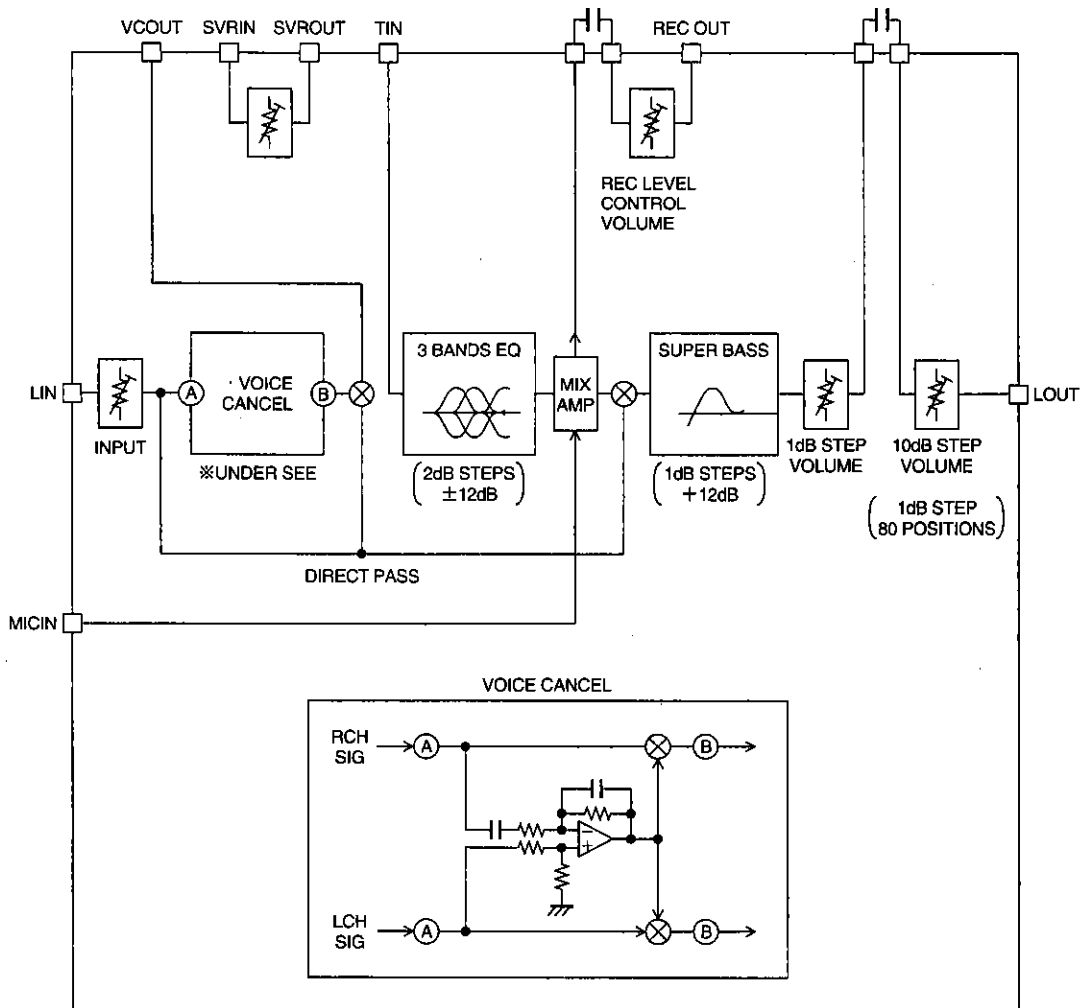 VCOUT SVRIN SVROUT TIN REC OUT
REC LEVEL
CONTROL
VOLUME
LIN
INPUT
A
VOICE
CANCEL
B
※UNDER SEE
3 BANDS EQ
(2dB STEPS
±12dB)
MIX
AMP
SUPER BASS
(1dB STEPS
+12dB)
1dB STEP
VOLUME
10dB STEP
VOLUME
(1dB STEP
80 POSITIONS)
LOUT
DIRECT PASS
MICIN
VOICE CANCEL
RCH
SIG
A
B
−
+
LCH
SIG
A
B